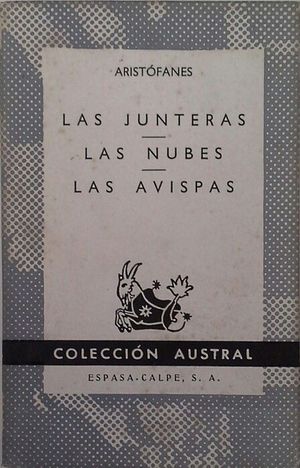 ARISTÓFANES
LAS JUNTERAS
LAS NUBES
LAS AVISPAS
COLECCIÓN AUSTRAL
ESPASA-CALPE, S. A.